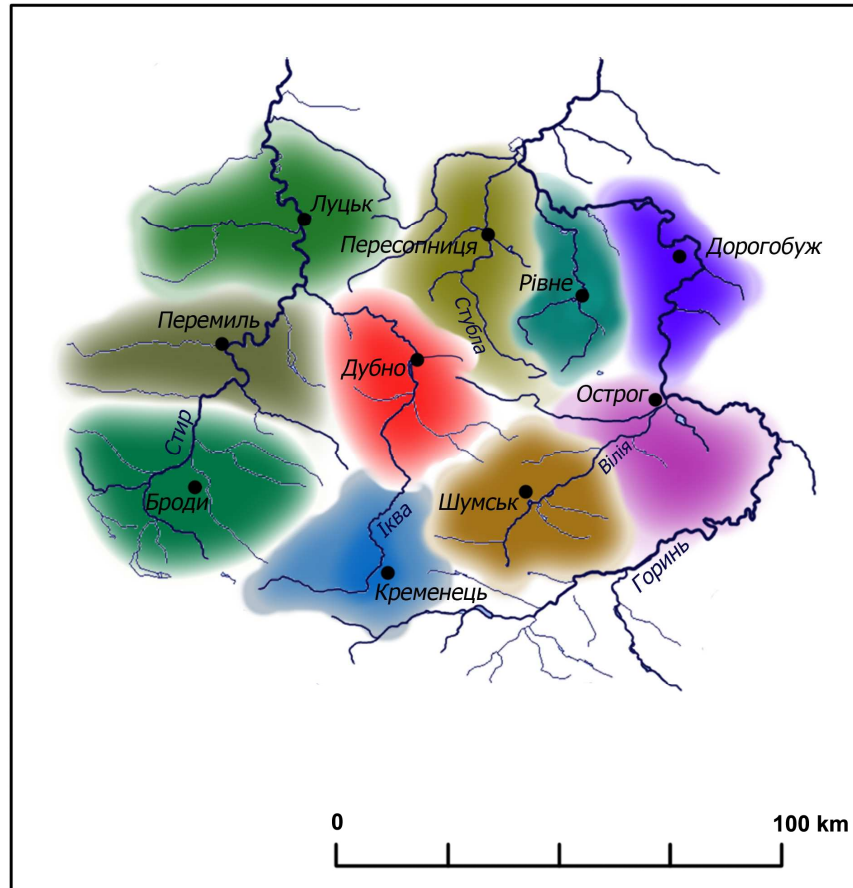 Луцьк
Пересопниця
Дорогобуж
Рівне
Перемиль
Стубла
Дубно
Острог
Стир
Вілія
Броди
Шумськ
Іква
Кременець
Горинь
0
100 km